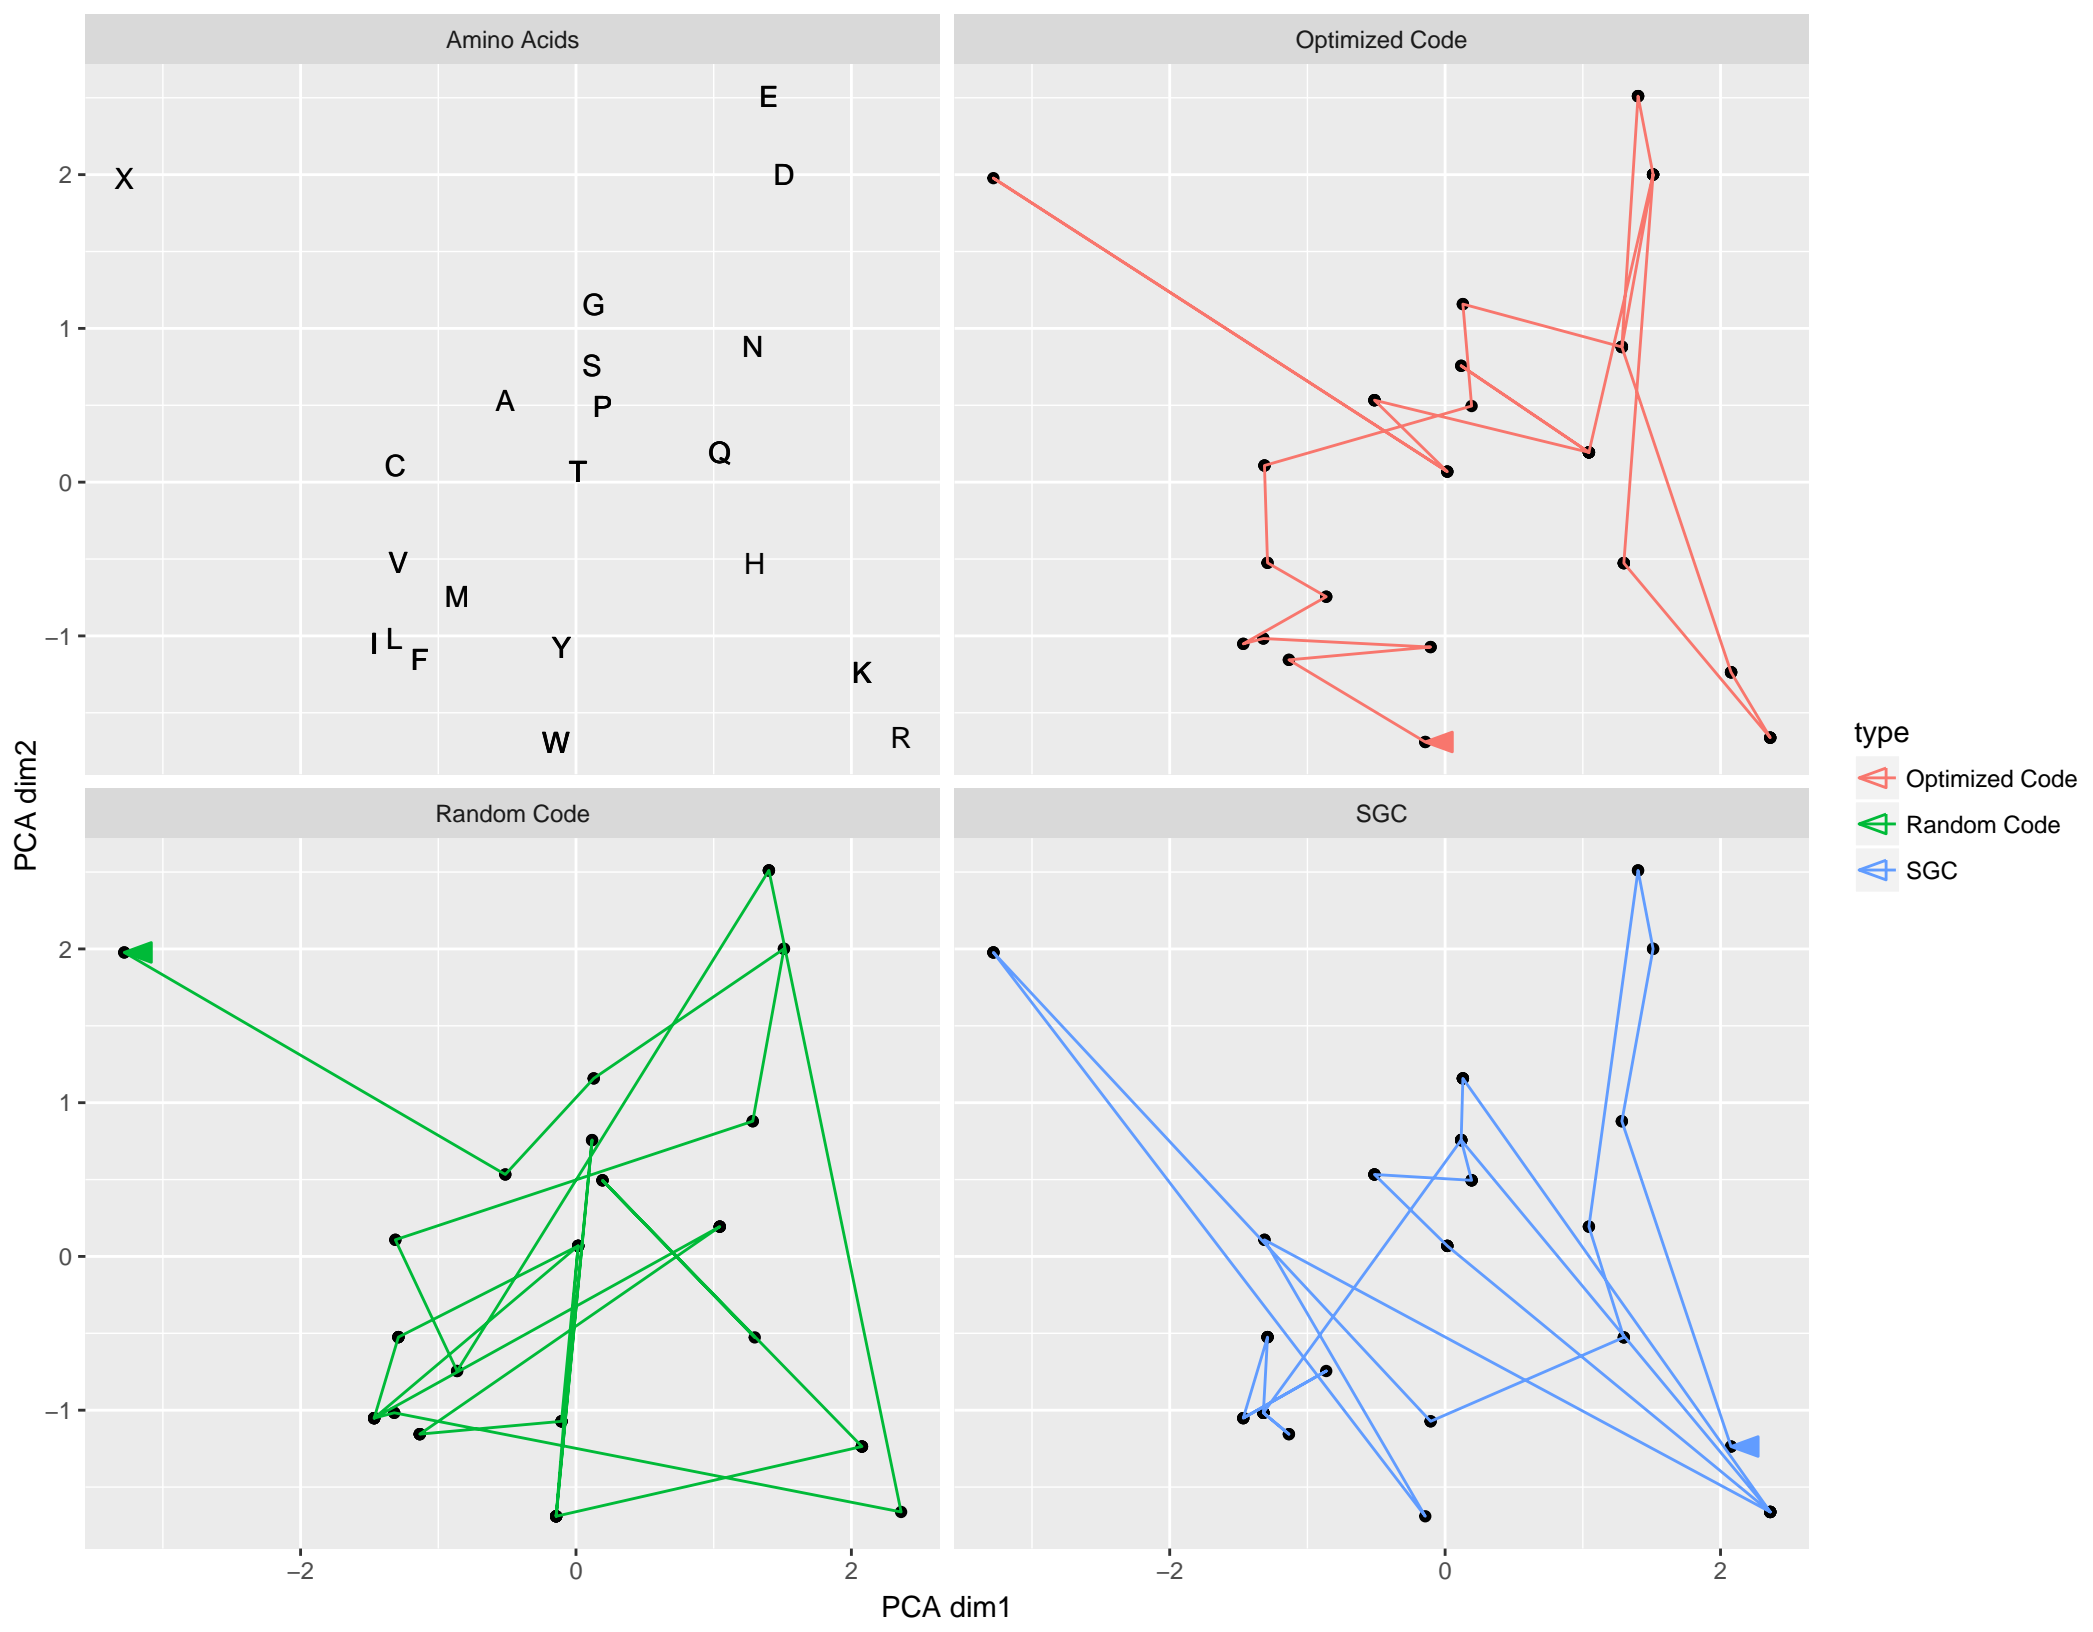 Amino Acids
Optimized Code
E
X
D
2
G
N
1
S
A
P
Q
C
T
0
V
H
M
I L
F
Y
−1
K
W
R
Random Code
SGC
2
1
0
−1
−2
0
2
−2
0
2
PCA dim1
PCA dim2
type
Optimized Code
Random Code
SGC